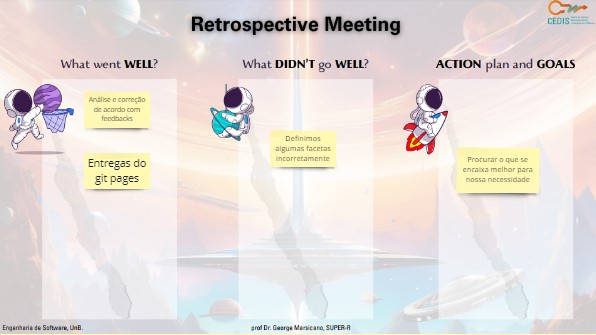 Retrospective Meeting
CEDIS
What went WELL?
Análise e correção
de acordo com
feedbacks
Entregas do
git pages
What DIDN'T go WELL?
Definimos
algumas facetas
incorretamente
ACTION plan and GOALS
Procurar o que se
encaixa melhor para
nossa necessidade
Engenharia de Software, UnB.
prof Dr. George Marsicano, SUPER-R